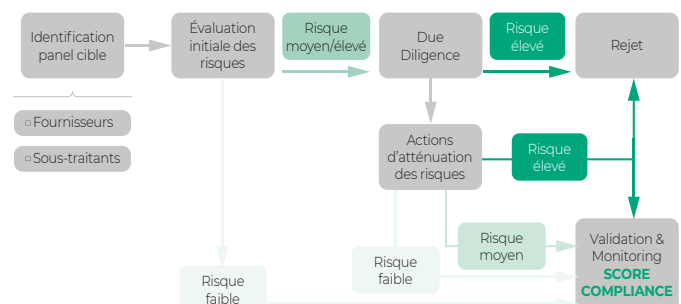 Identification
panel cible
Évaluation
initiale des
risques
Risque
moyen/élevé
Due
Diligence
Risque
élevé
Rejet
Fournisseurs
Sous-traitants
Actions
d'atténuation
des risques
Risque
élevé
Risque
moyen
Risque
faible
Validation &
Monitoring
SCORE
COMPLIANCE
Risque
faible